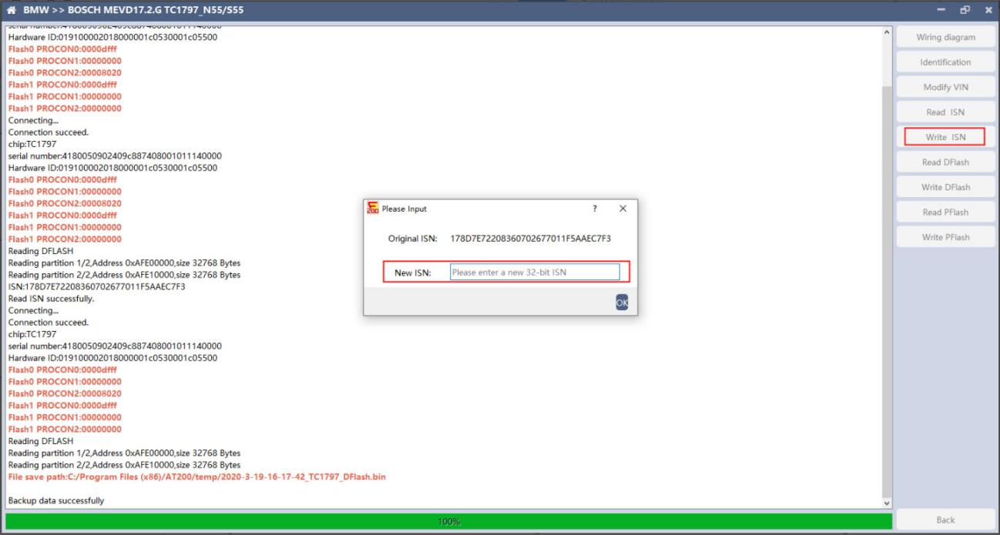 BMW >> BOSCH MEVD17.2.G TC1797_N55/S55
Hardware ID:019100002018000001c0530001c05500
Flash0 PROCON0:0000dfff
Flash0 PROCON1:00000000
Flash0 PROCON2:00008020
Flash1 PROCON0:0000dfff
Flash1 PROCON1:00000000
Flash1 PROCON2:00000000
Connecting...
Connection succeed.
chip:TC1797
serial number:4180050902409c887408001011140000
Hardware ID:019100002018000001c0530001c05500
Flash0 PROCON0:0000dfff
Flash0 PROCON1:00000000
Flash0 PROCON2:00008020
Flash1 PROCON0:0000dfff
Flash1 PROCON1:00000000
Flash1 PROCON2:00000000
Reading DFLASH
Reading partition 1/2,Address 0xAFE00000,size 32768 Bytes
Reading partition 2/2,Address 0xAFE10000,size 32768 Bytes
ISN:178D7E72208360702677011F5AAEC7F3
Read ISN successfully.
Connecting...
Connection succeed.
chip:TC1797
serial number:4180050902409c887408001011140000
Hardware ID:019100002018000001c0530001c05500
Flash0 PROCON0:0000dfff
Flash0 PROCON1:00000000
Flash0 PROCON2:00008020
Flash1 PROCON0:0000dfff
Flash1 PROCON1:00000000
Flash1 PROCON2:00000000
Reading DFLASH
Reading partition 1/2,Address 0xAFE00000,size 32768 Bytes
Reading partition 2/2,Address 0xAFE10000,size 32768 Bytes
File save path:C:/Program Files (x86)/AT200/temp/2020-3-19-16-17-42_TC1797_DFlash.bin
Backup data successfully
100%
Please Input
?
Original ISN: 178D7E72208360702677011F5AAEC7F3
New ISN: Please enter a new 32-bit ISN
OK
Wiring diagram
Identification
Modify VIN
Read ISN
Write ISN
Read DFlash
Write DFlash
Read PFlash
Write PFlash
Back